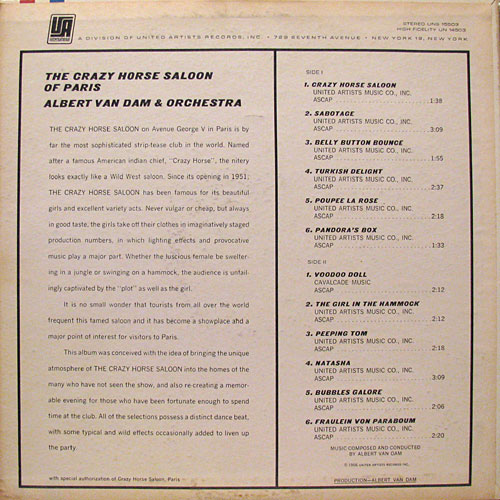 UA
INTERNATIONAL
A DIVISION OF UNITED ARTISTS RECORDS, INC. • 729 SEVENTH AVENUE • NEW YORK 19, NEW YORK
STEREO UNS 15503
HIGH FIDELITY UN 14503
THE CRAZY HORSE SALOON
OF PARIS
ALBERT VAN DAM & ORCHESTRA
THE CRAZY HORSE SALOON on Avenue George V in Paris is by
far the most sophisticated strip-tease club in the world. Named
after a famous American indian chief, "Crazy Horse", the nitery
looks exactly like a Wild West saloon. Since its opening in 1951,
THE CRAZY HORSE SALOON has been famous for its beautiful
girls and excellent variety acts. Never vulgar or cheap, but always
in good taste, the girls take off their clothes in imaginatively staged
production numbers, in which lighting effects and provocative
music play a major part. Whether the luscious female be swelter-
ing in a jungle or swinging on a hammock, the audience is unfail-
ingly captivated by the "plot" as well as the girl.
It is no small wonder that tourists from all over the world
frequent this famed saloon and it has become a showplace and a
major point of interest for visitors to Paris.
This album was conceived with the idea of bringing the unique
atmosphere of THE CRAZY HORSE SALOON into the homes of the
many who have not seen the show, and also re-creating a memor-
able evening for those who have been fortunate enough to spend
time at the club. All of the selections possess a distinct dance beat,
with some typical and wild effects occasionally added to liven up
the party.
with special authorization of Crazy Horse Saloon, Paris
SIDE I
1. CRAZY HORSE SALOON
UNITED ARTISTS MUSIC CO., INC.
ASCAP 1:38
2. SABOTAGE
UNITED ARTISTS MUSIC CO., INC.
ASCAP 3:09
3. BELLY BUTTON BOUNCE
UNITED ARTISTS MUSIC CO., INC.
ASCAP 1:55
4. TURKISH DELIGHT
UNITED ARTISTS MUSIC CO., INC.
ASCAP 2:37
5. POUPEE LA ROSE
UNITED ARTISTS MUSIC CO., INC.
ASCAP 2:18
6. PANDORA'S BOX
UNITED ARTISTS MUSIC CO., INC.
ASCAP 1:33
SIDE II
1. VOODOO DOLL
CAVALCADE MUSIC
ASCAP 2:12
2. THE GIRL IN THE HAMMOCK
UNITED ARTISTS MUSIC CO., INC.
ASCAP 2:12
3. PEEPING TOM
UNITED ARTISTS MUSIC CO., INC.
ASCAP 2:18
4. NATASHA
UNITED ARTISTS MUSIC CO., INC.
ASCAP 3:09
5. BUBBLES GALORE
UNITED ARTISTS MUSIC CO., INC.
ASCAP 2:06
6. FRAULEIN VON PARABOUM
UNITED ARTISTS MUSIC CO., INC.
ASCAP 2:20
MUSIC COMPOSED AND CONDUCTED
BY ALBERT VAN DAM
UNITED ARTISTS RECORDS INC.
PRODUCTION—ALBERT VAN DAM